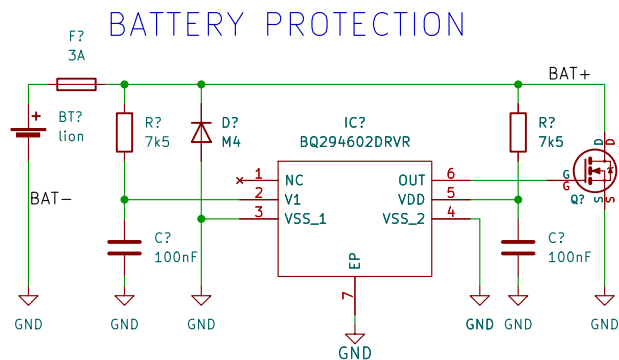 BATTERY PROTECTION
F?
3A
BAT+
BT?
lion
R?
7k5
D?
M4
IC?
BQ294602DRVR
R?
7k5
D
D
1 NC OUT 6
2 V1 VDD 5
3 VSS_1 VSS_2 4
G
G
Q?
S
S
BAT-
C?
100nF
EP
7
C?
100nF
GND GND GND GND GND GND
GND